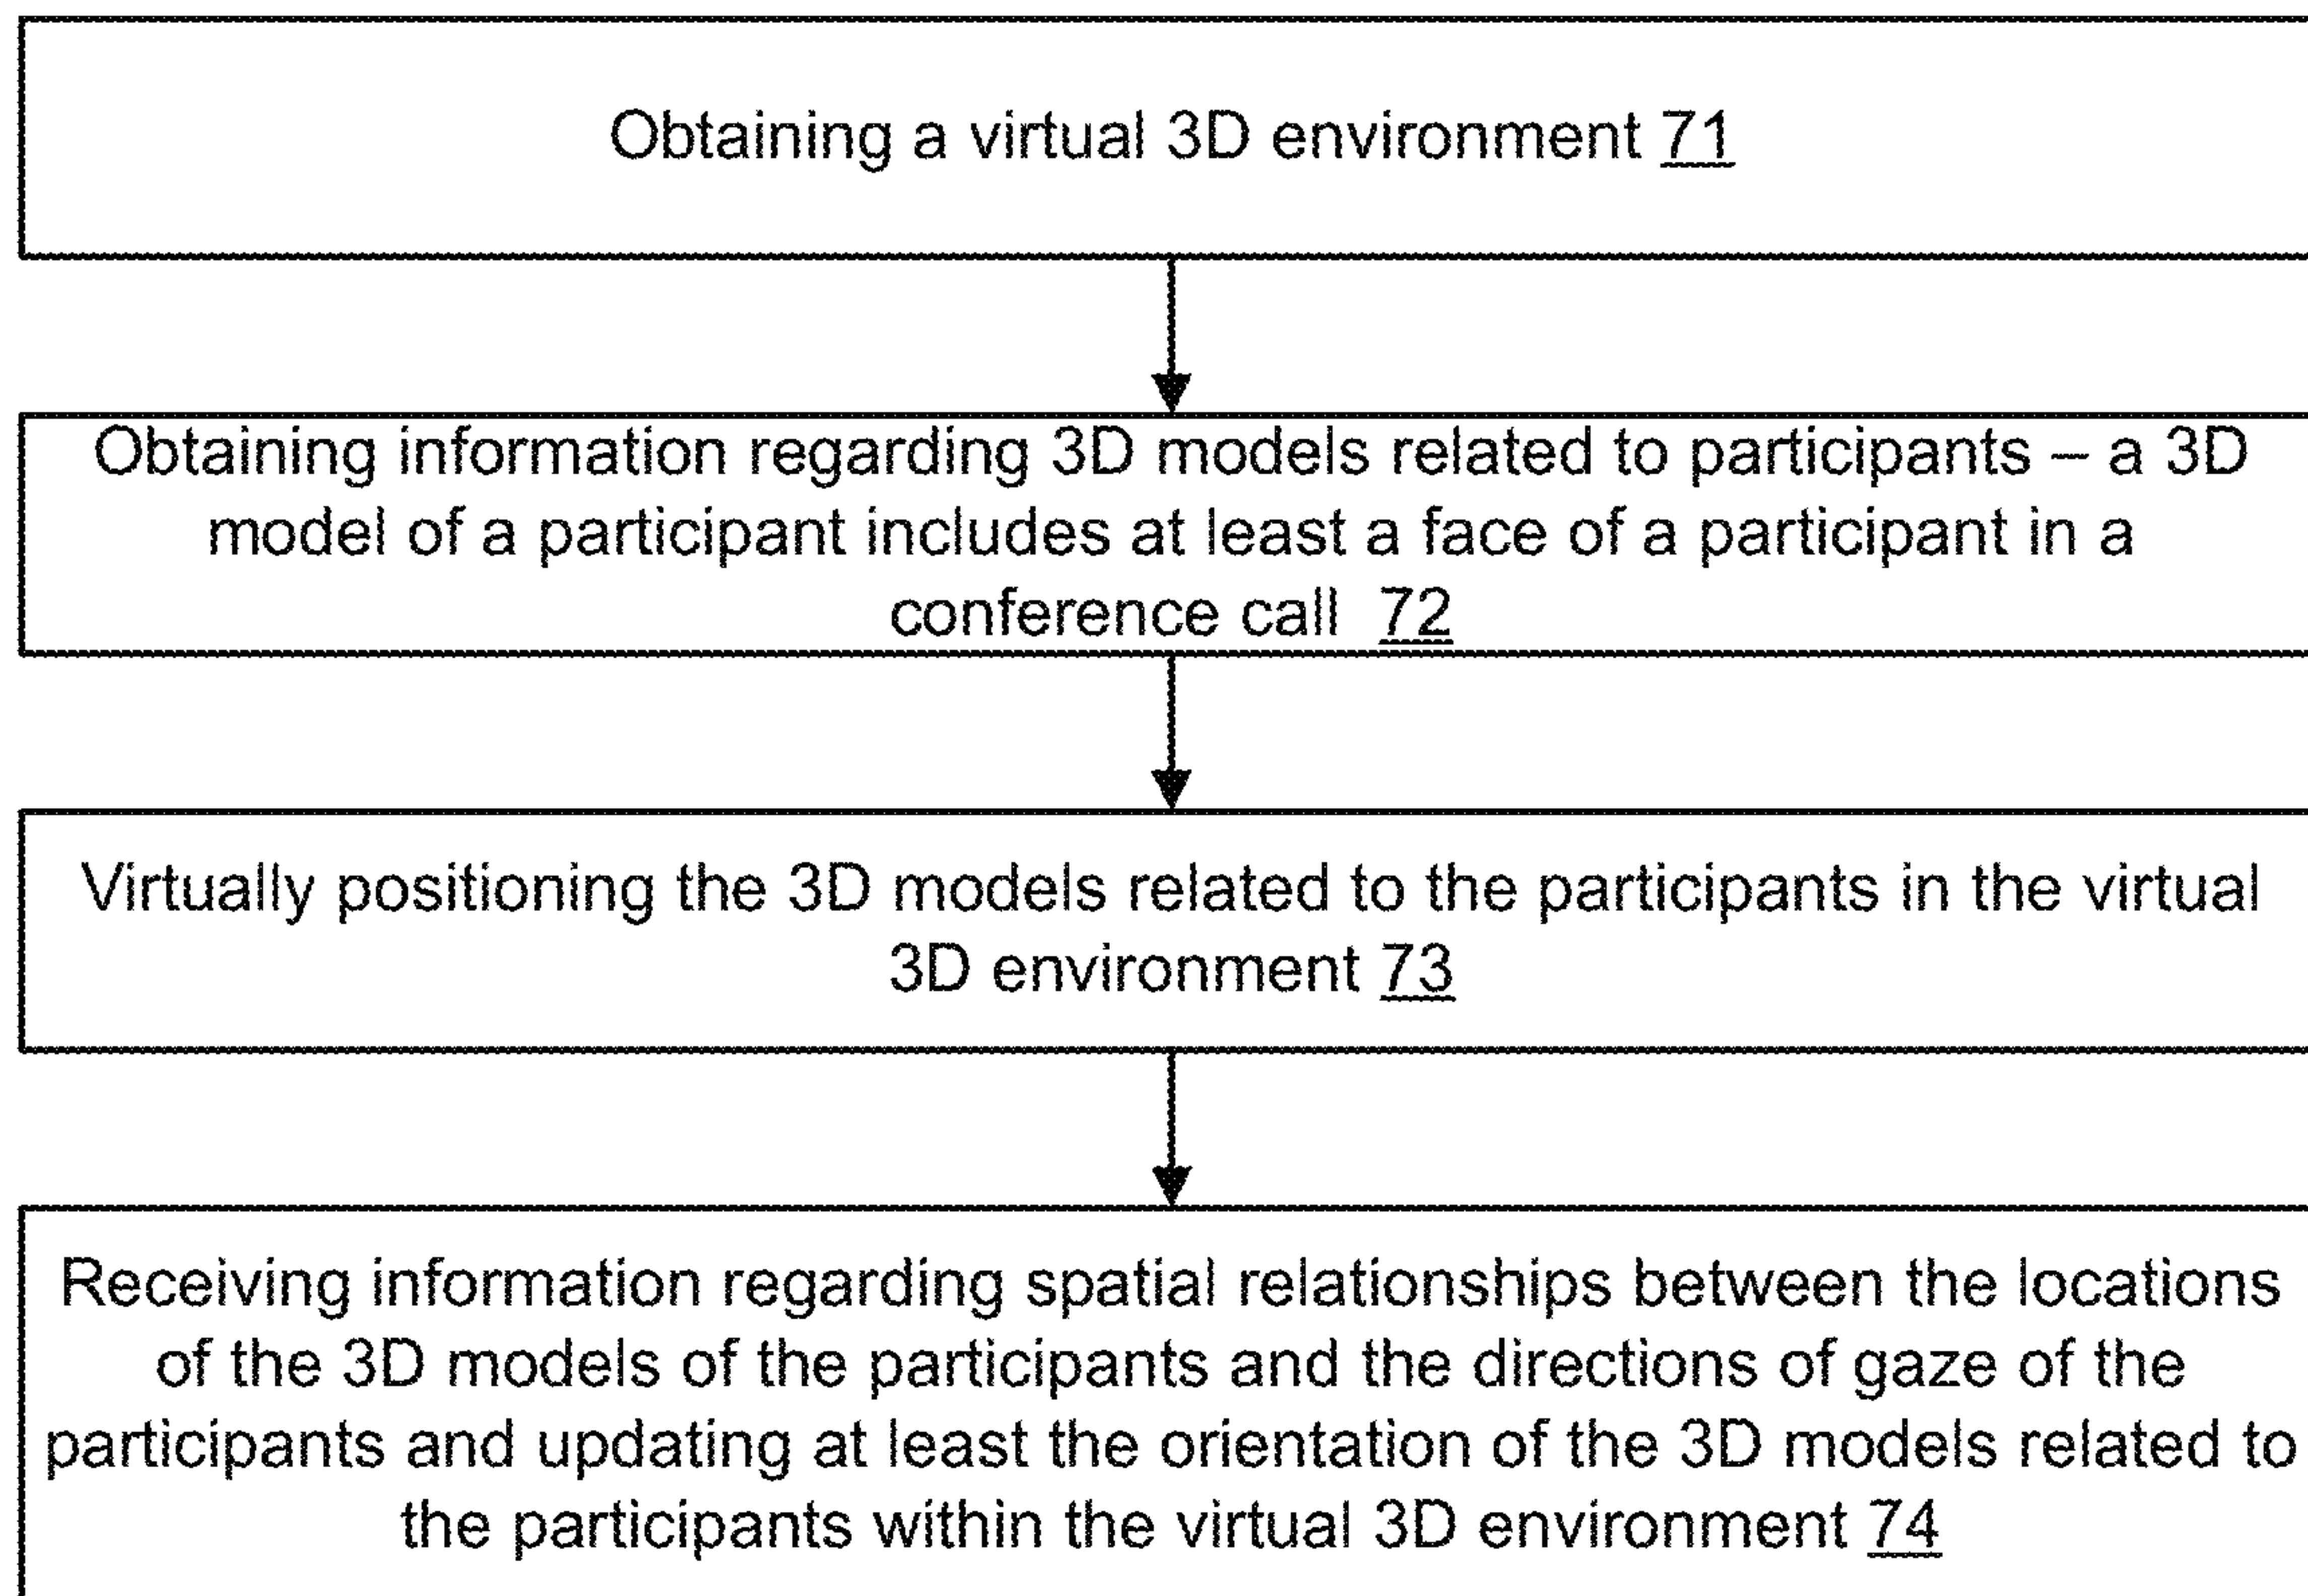 Obtaining a virtual 3D environment 71
Obtaining information regarding 3D models related to participants – a 3D
model of a participant includes at least a face of a participant in a
conference call 72
Virtually positioning the 3D models related to the participants in the virtual
3D environment 73
Receiving information regarding spatial relationships between the locations
of the 3D models of the participants and the directions of gaze of the
participants and updating at least the orientation of the 3D models related to
the participants within the virtual 3D environment 74